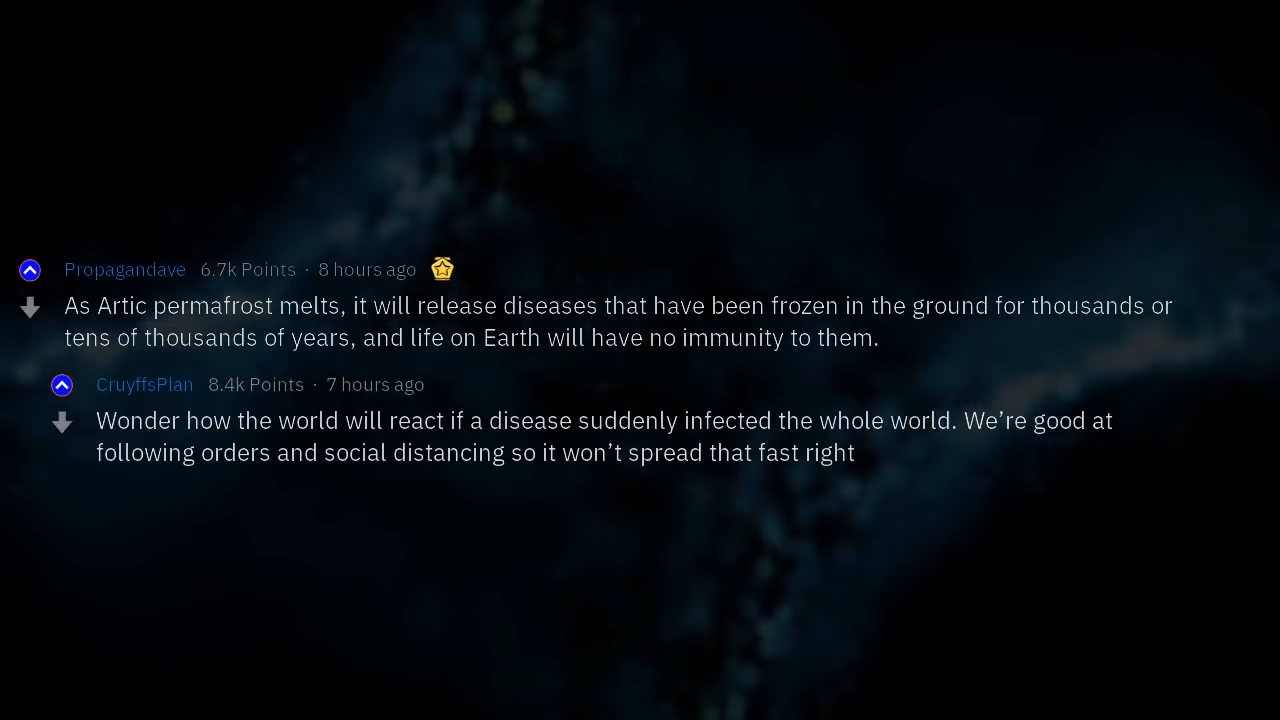 Propagandave 6.7k Points · 8 hours ago
As Artic permafrost melts, it will release diseases that have been frozen in the ground for thousands or
tens of thousands of years, and life on Earth will have no immunity to them.
CruyffsPlan 8.4k Points · 7 hours ago
Wonder how the world will react if a disease suddenly infected the whole world. We’re good at
following orders and social distancing so it won’t spread that fast right